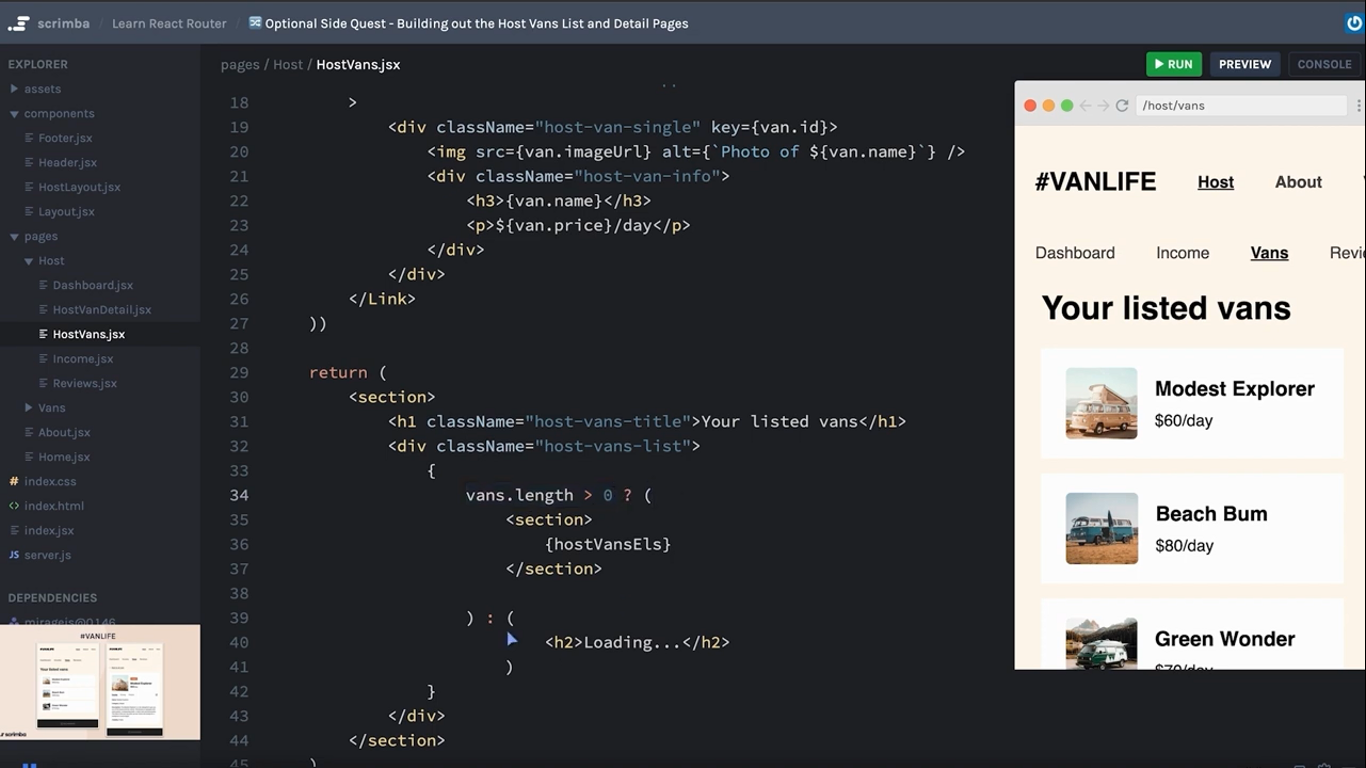 scrimba / Learn React Router / Optional Side Quest - Building out the Host Vans List and Detail Pages
EXPLORER
assets
components
Footer.jsx
Header.jsx
HostLayout.jsx
Layout.jsx
pages
Host
Dashboard.jsx
HostVanDetail.jsx
HostVans.jsx
Income.jsx
Reviews.jsx
Vans
About.jsx
Home.jsx
# index.css
<> index.html
index.jsx
JS server.js
DEPENDENCIES
#VANLIFE
pages / Host / HostVans.jsx
RUN PREVIEW CONSOLE
18 >
19 <div className="host-van-single" key={van.id}>
20 <img src={van.imageUrl} alt={`Photo of ${van.name}`} />
21 <div className="host-van-info">
22 <h3>{van.name}</h3>
23 <p>${van.price}/day</p>
24 </div>
25 </div>
26 </Link>
27 ))
28
29 return (
30 <section>
31 <h1 className="host-vans-title">Your listed vans</h1>
32 <div className="host-vans-list">
33 {
34 vans.length > 0 ? (
35 <section>
36 {hostVansEls}
37 </section>
38
39 ) : (
40 <h2>Loading...</h2>
41 )
42 }
43 </div>
44 </section>
45 )
/host/vans
#VANLIFE Host About
Dashboard Income Vans
Your listed vans
Modest Explorer
$60/day
Beach Bum
$80/day
Green Wonder
$70/day